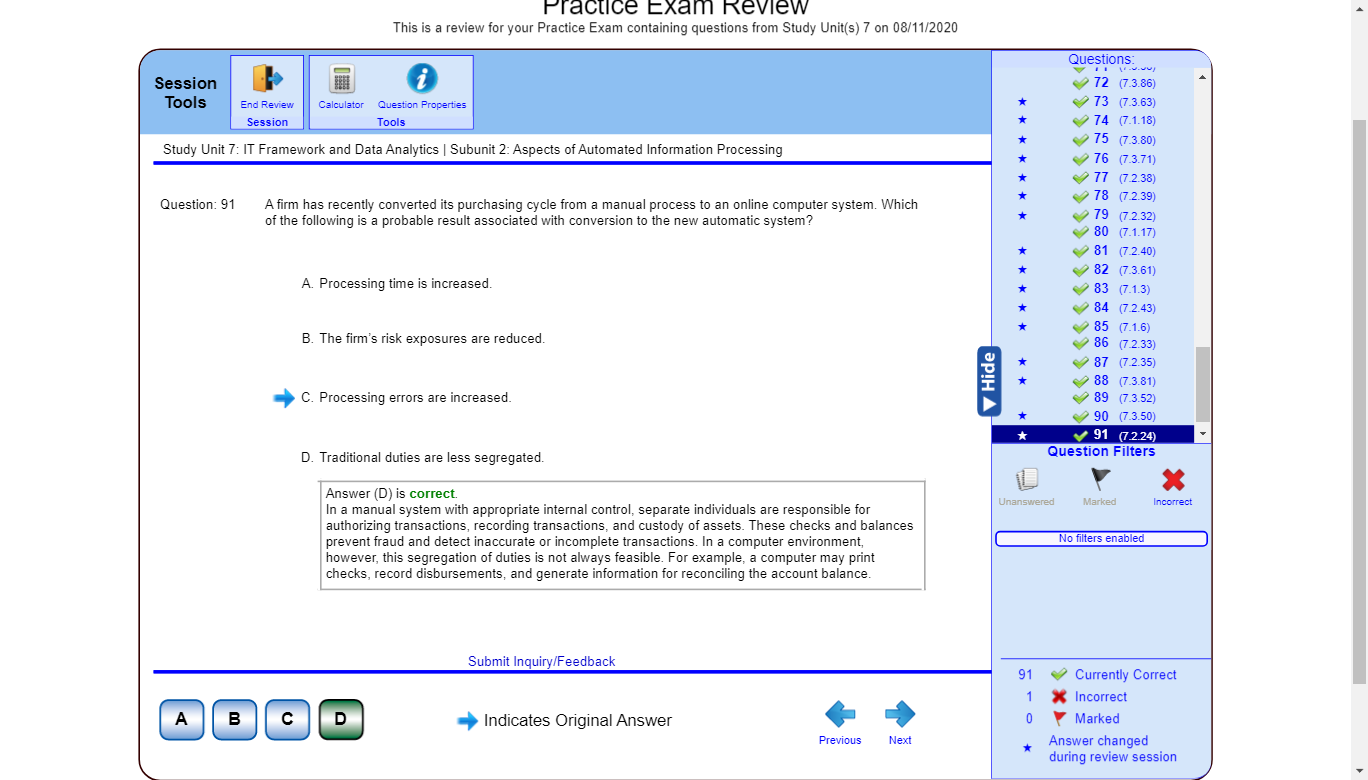 Practice Exam Review
This is a review for your Practice Exam containing questions from Study Unit(s) 7 on 08/11/2020
Session
Tools
End Review
Session
Calculator
Question Properties
Tools
Study Unit 7: IT Framework and Data Analytics | Subunit 2: Aspects of Automated Information Processing
Question: 91
A firm has recently converted its purchasing cycle from a manual process to an online computer system. Which
of the following is a probable result associated with conversion to the new automatic system?
A. Processing time is increased.
B. The firm's risk exposures are reduced.
C. Processing errors are increased.
D. Traditional duties are less segregated.
Answer (D) is correct.
In a manual system with appropriate internal control, separate individuals are responsible for
authorizing transactions, recording transactions, and custody of assets. These checks and balances
prevent fraud and detect inaccurate or incomplete transactions. In a computer environment,
however, this segregation of duties is not always feasible. For example, a computer may print
checks, record disbursements, and generate information for reconciling the account balance.
Submit Inquiry/Feedback
A B C D
Indicates Original Answer
Previous
Next
Questions:
72 (7.3.86)
73 (7.3.63)
74 (7.1.18)
75 (7.3.80)
76 (7.3.71)
77 (7.2.38)
78 (7.2.39)
79 (7.2.32)
80 (7.1.17)
81 (7.2.40)
82 (7.3.61)
83 (7.1.3)
84 (7.2.43)
85 (7.1.6)
86 (7.2.33)
87 (7.2.35)
88 (7.3.81)
89 (7.3.52)
90 (7.3.50)
91 (7.2.24)
Hide
Question Filters
Unanswered
Marked
Incorrect
No filters enabled
91 Currently Correct
1 Incorrect
0 Marked
Answer changed
during review session